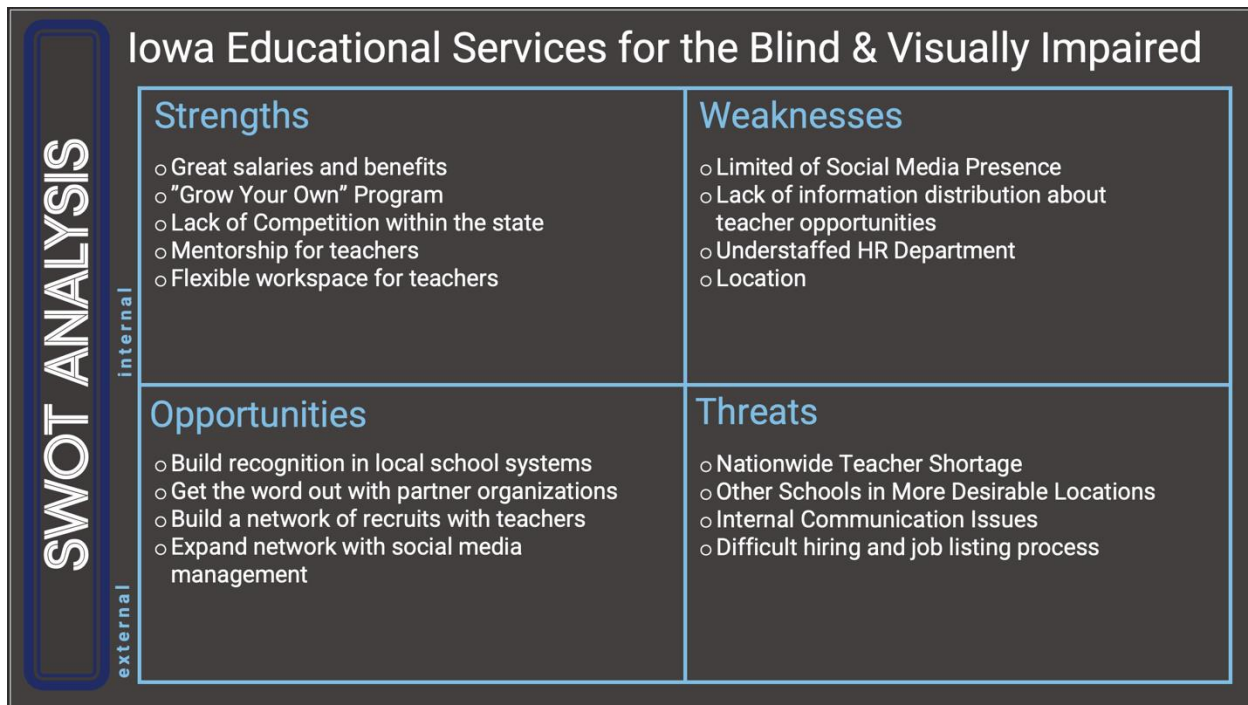 Iowa Educational Services for the Blind & Visually Impaired
SWOT ANALYSIS
internal
Strengths
○ Great salaries and benefits
○ ”Grow Your Own” Program
○ Lack of Competition within the state
○ Mentorship for teachers
○ Flexible workspace for teachers
Weaknesses
○ Limited of Social Media Presence
○ Lack of information distribution about
teacher opportunities
○ Understaffed HR Department
○ Location
external
Opportunities
○ Build recognition in local school systems
○ Get the word out with partner organizations
○ Build a network of recruits with teachers
○ Expand network with social media
management
Threats
○ Nationwide Teacher Shortage
○ Other Schools in More Desirable Locations
○ Internal Communication Issues
○ Difficult hiring and job listing process